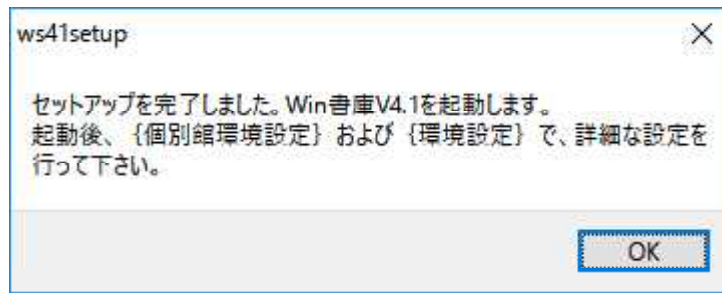 ws41setup
セットアップを完了しました。Win書庫V4.1を起動します。
起動後、{個別館環境設定} および {環境設定} で、詳細な設定を
行って下さい。
OK